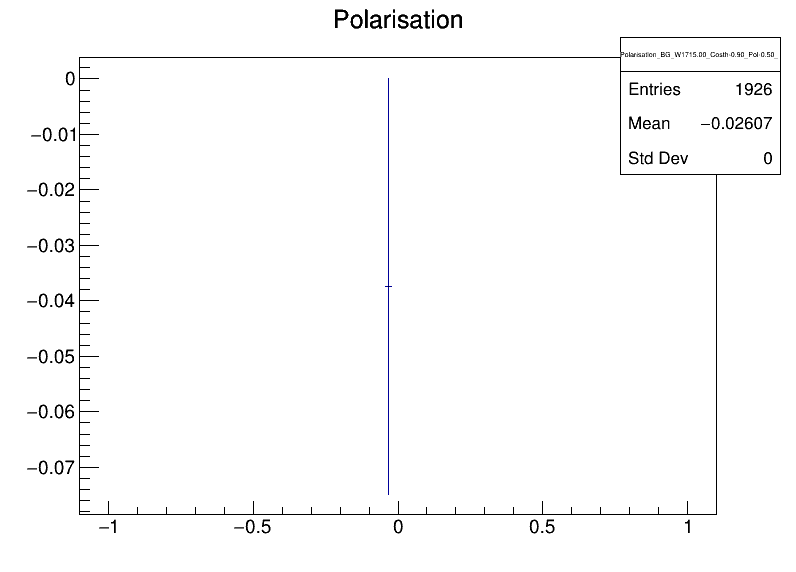 Polarisation
Polarisation_BG_W1715.00_Costh-0.90_Pol-0.50_
Entries 1926
Mean −0.02607
Std Dev 0
0
−0.01
−0.02
−0.03
−0.04
−0.05
−0.06
−0.07
−1 −0.5 0 0.5 1